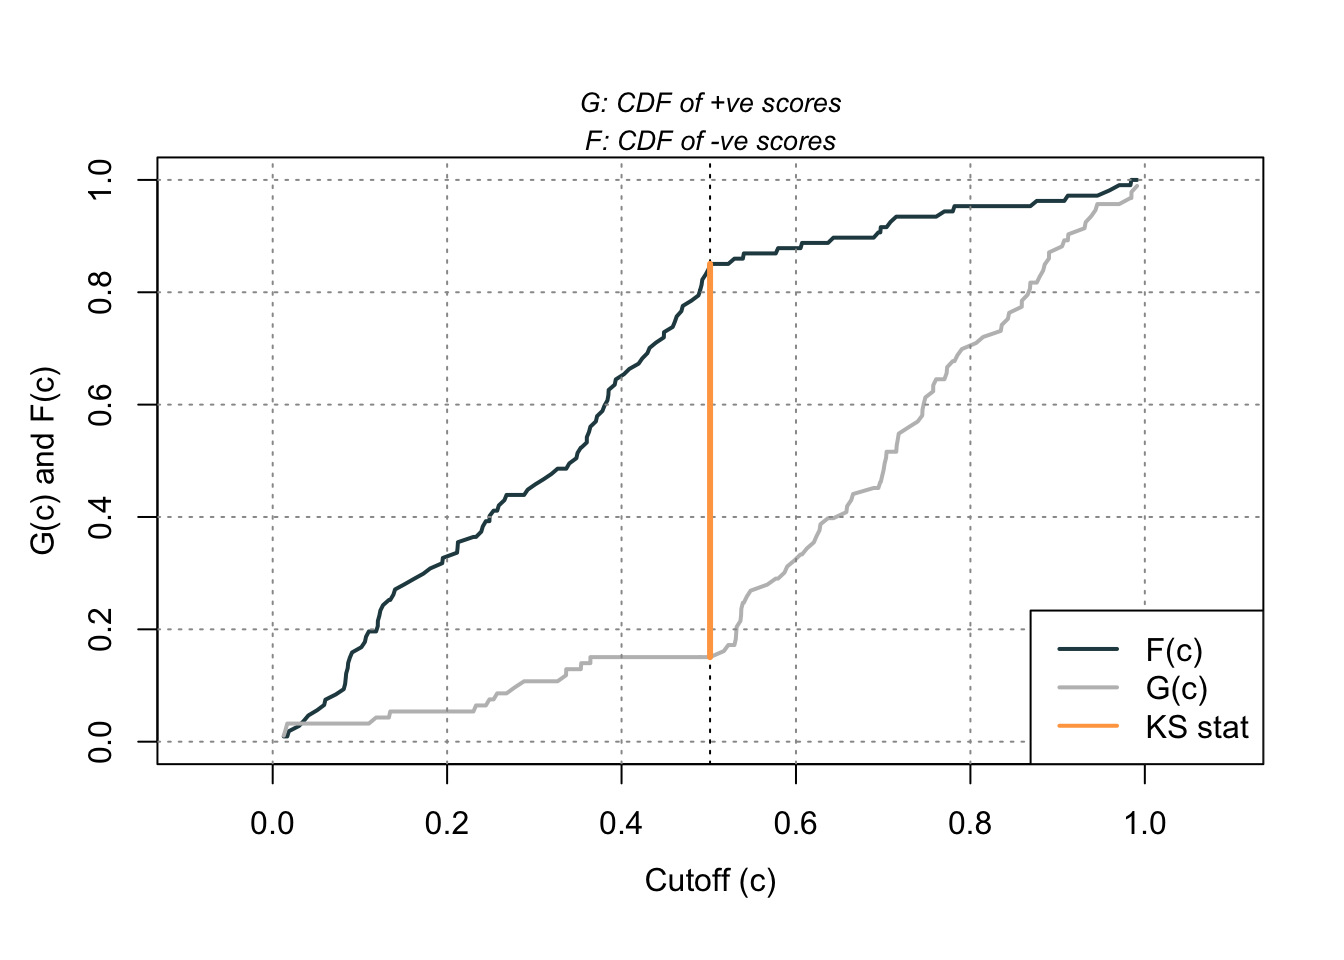 G: CDF of +ve scores
F: CDF of -ve scores
G(c) and F(c)
1.0
0.8
0.6
0.4
0.2
0.0
F(c)
G(c)
KS stat
0.0 0.2 0.4 0.6 0.8 1.0
Cutoff (c)